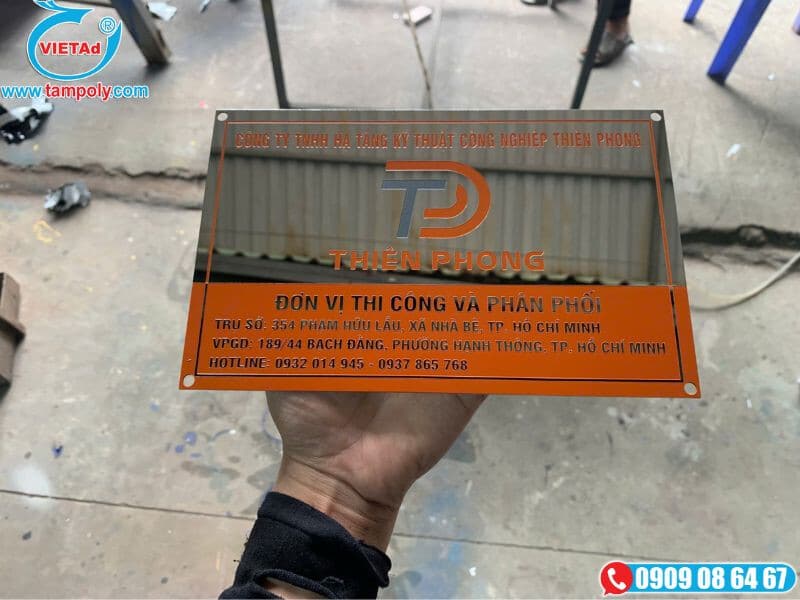 VIETAd ®
www.tampoly.com
CÔNG TY TNHH HẠ TẦNG KỸ THUẬT CÔNG NGHIỆP THIÊN PHONG
TP
THIÊN PHONG
ĐƠN VỊ THI CÔNG VÀ PHÂN PHỐI
TRỤ SỞ: 354 PHẠM HỮU LẦU, XÃ NHÀ BÈ, TP. HỒ CHÍ MINH
VPGD: 189/44 BẠCH ĐẰNG, PHƯỜNG HẠNH THÔNG, TP. HỒ CHÍ MINH
HOTLINE: 0932 014 945 - 0937 865 768
0909 08 64 67